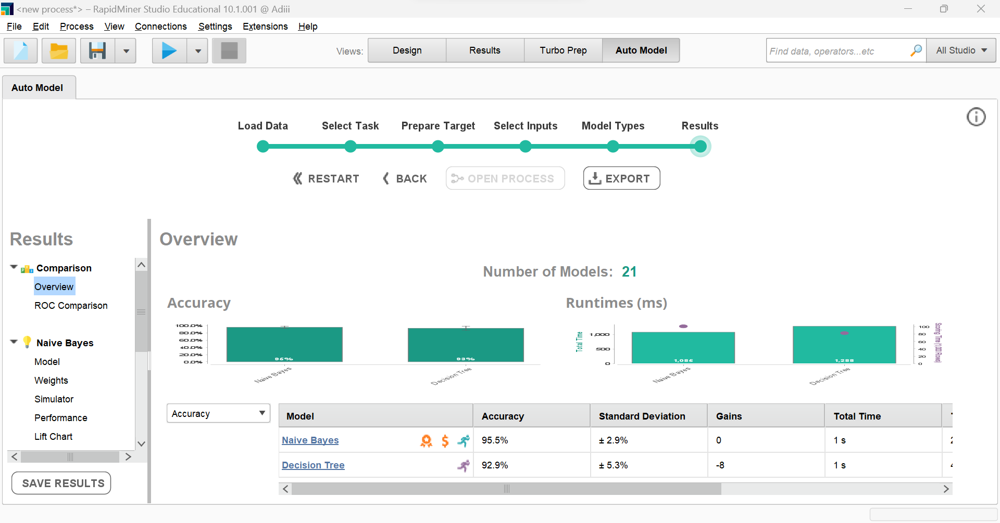 <new process*> – RapidMiner Studio Educational 10.1.001 @ Adiii
File Edit Process View Connections Settings Extensions Help
Views: Design Results Turbo Prep Auto Model
Find data, operators...etc
All Studio
Auto Model
Load Data Select Task Prepare Target Select Inputs Model Types Results
RESTART BACK OPEN PROCESS EXPORT
Results
Comparison
Overview
ROC Comparison
Naive Bayes
Model
Weights
Simulator
Performance
Lift Chart
SAVE RESULTS
Overview
Number of Models: 21
Accuracy
100.0%
80.0%
60.0%
40.0%
20.0%
0.0%
95%
93%
Naive Bayes
Decision Tree
Runtimes (ms)
Total Time
1,000
500
0
1,085
1,288
Naive Bayes
Decision Tree
100
80
60
40
20
0
Scoring Time (1,000 Rows)
Accuracy
Model Accuracy Standard Deviation Gains Total Time
Naive Bayes 95.5% ± 2.9% 0 1 s
Decision Tree 92.9% ± 5.3% -8 1 s